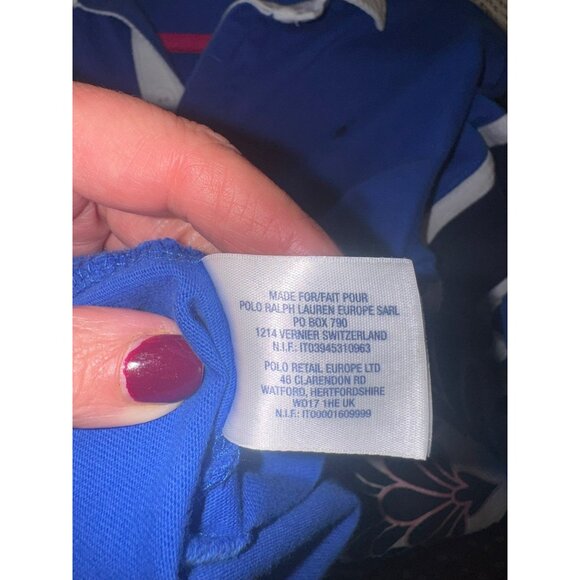 MADE FOR/FAIT POUR
POLO RALPH LAUREN EUROPE SARL
PO BOX 790
1214 VERNIER SWITZERLAND
N.I.F.: IT03945310963
POLO RETAIL EUROPE LTD
46 CLARENDON RD
WATFORD, HERTFORDSHIRE
WD17 1HE UK
N.I.F.: IT00001609999